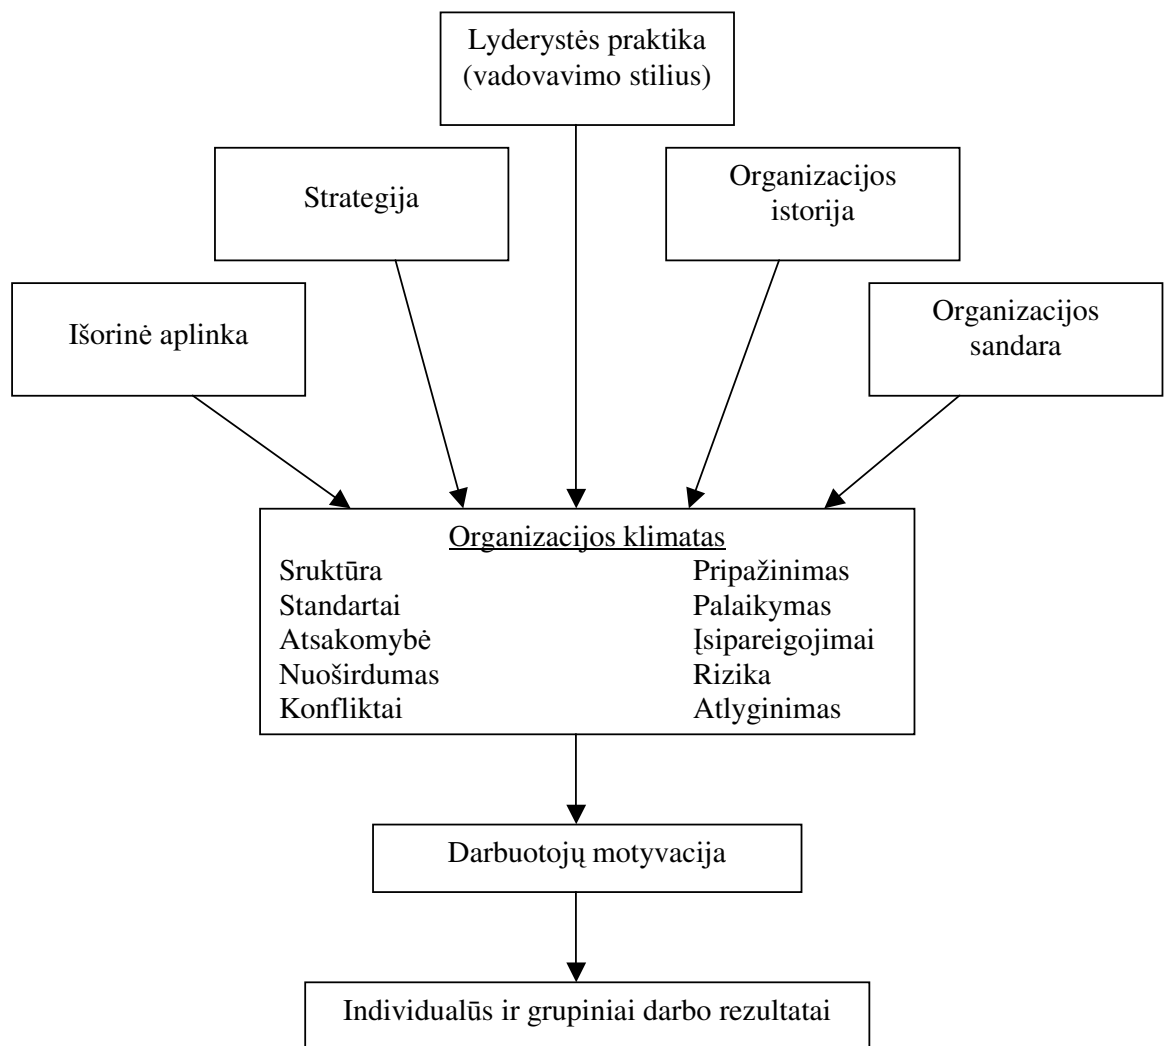 Lyderystės praktika
(vadovavimo stilius)
Strategija
Organizacijos
istorija
Išorinė aplinka
Organizacijos
sandara
Organizacijos klimatas
Sruktūra
Standartai
Atsakomybė
Nuoširdumas
Konfliktai
Pripažinimas
Palaikymas
Įsipareigojimai
Rizika
Atlyginimas
Darbuotojų motyvacija
Individualūs ir grupiniai darbo rezultatai